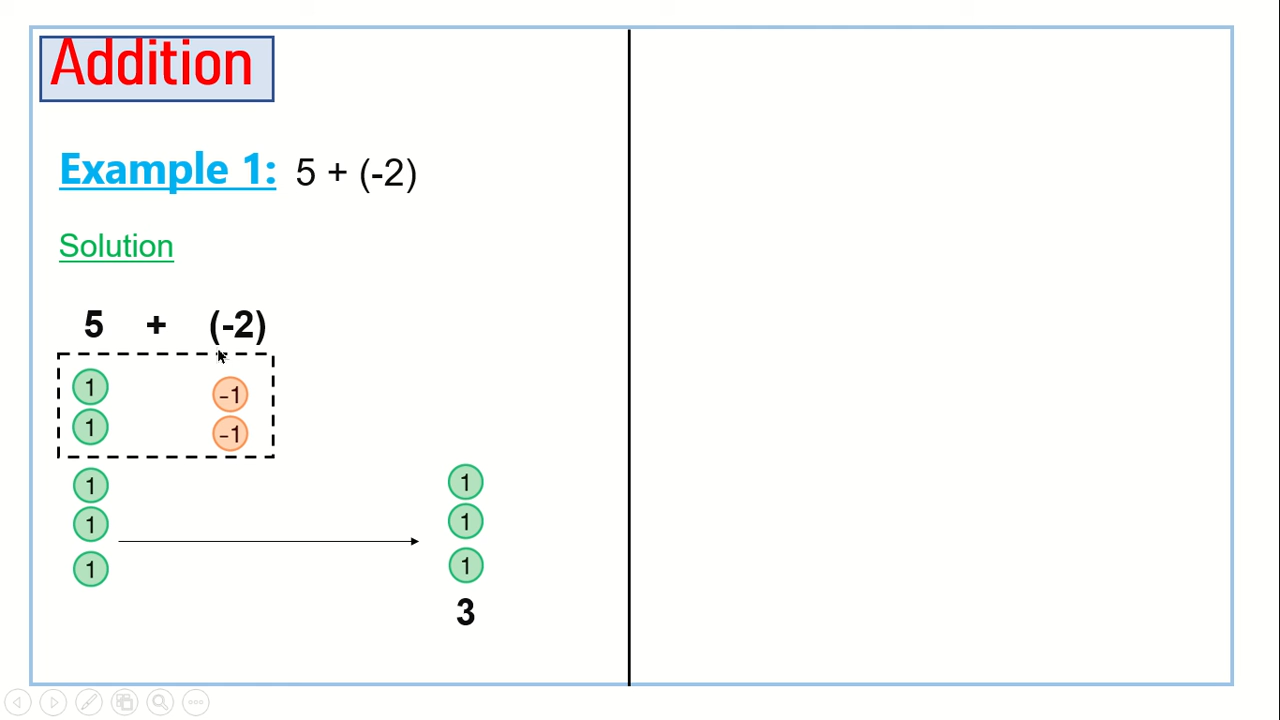 Addition
Example 1: 5 + (-2)
Solution
5 + (-2)
1 -1
1 -1
1 1
1 1
1 1
3